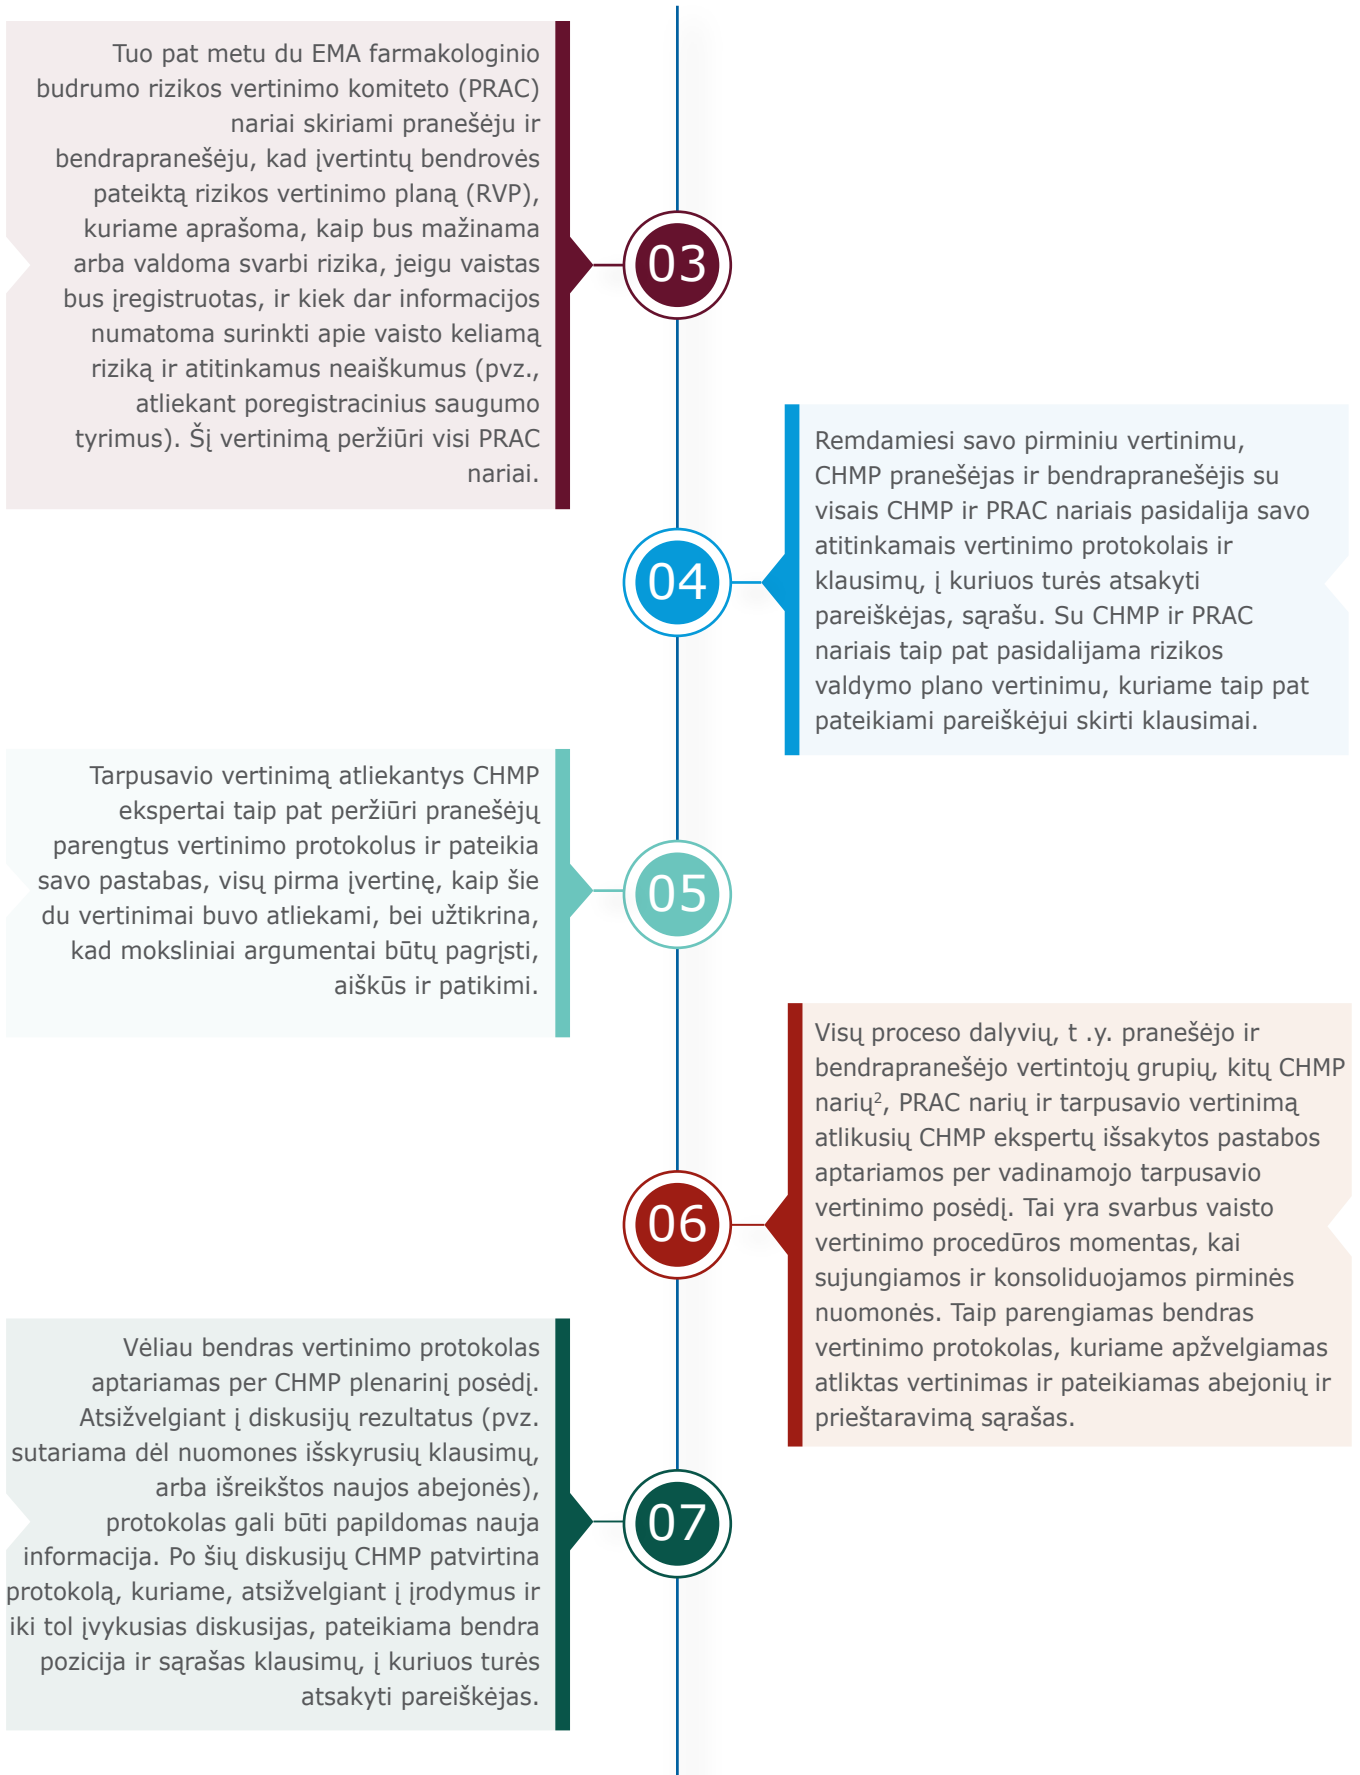 Tuo pat metu du EMA farmakologinio
budrumo rizikos vertinimo komiteto (PRAC)
nariai skiriami pranešėju ir
bendrapranešėju, kad įvertintų bendrovės
pateiktą rizikos vertinimo planą (RVP),
kuriame aprašoma, kaip bus mažinama
arba valdoma svarbi rizika, jeigu vaistas
bus įregistruotas, ir kiek dar informacijos
numatoma surinkti apie vaisto keliamą
riziką ir atitinkamus neaiškumus (pvz.,
atliekant poregistracinius saugumo
tyrimus). Šį vertinimą peržiūri visi PRAC
nariai.
03
Remdamiesi savo pirminiu vertinimu,
CHMP pranešėjas ir bendrapranešėjis su
visais CHMP ir PRAC nariais pasidalija savo
atitinkamais vertinimo protokolais ir
klausimų, į kuriuos turės atsakyti
pareiškėjas, sąrašu. Su CHMP ir PRAC
nariais taip pat pasidalijama rizikos
valdymo plano vertinimu, kuriame taip pat
pateikiami pareiškėjui skirti klausimai.
04
Tarpusavio vertinimą atliekantys CHMP
ekspertai taip pat peržiūri pranešėjų
parengtus vertinimo protokolus ir pateikia
savo pastabas, visų pirma įvertinę, kaip šie
du vertinimai buvo atliekami, bei užtikrina,
kad moksliniai argumentai būtų pagrįsti,
aiškūs ir patikimi.
05
Visų proceso dalyvių, t .y. pranešėjo ir
bendrapranešėjo vertintojų grupių, kitų CHMP
narių², PRAC narių ir tarpusavio vertinimą
atlikusių CHMP ekspertų išsakytos pastabos
aptariamos per vadinamojo tarpusavio
vertinimo posėdį. Tai yra svarbus vaisto
vertinimo procedūros momentas, kai
sujungiamos ir konsoliduojamos pirminės
nuomonės. Taip parengiamas bendras
vertinimo protokolas, kuriame apžvelgiamas
atliktas vertinimas ir pateikiamas abejonių ir
prieštaravimą sąrašas.
06
Vėliau bendras vertinimo protokolas
aptariamas per CHMP plenarinį posėdį.
Atsižvelgiant į diskusijų rezultatus (pvz.
sutariama dėl nuomones išskyrusių klausimų,
arba išreikštos naujos abejonės),
protokolas gali būti papildomas nauja
informacija. Po šių diskusijų CHMP patvirtina
protokolą, kuriame, atsižvelgiant į įrodymus ir
iki tol įvykusias diskusijas, pateikiama bendra
pozicija ir sąrašas klausimų, į kuriuos turės
atsakyti pareiškėjas.
07